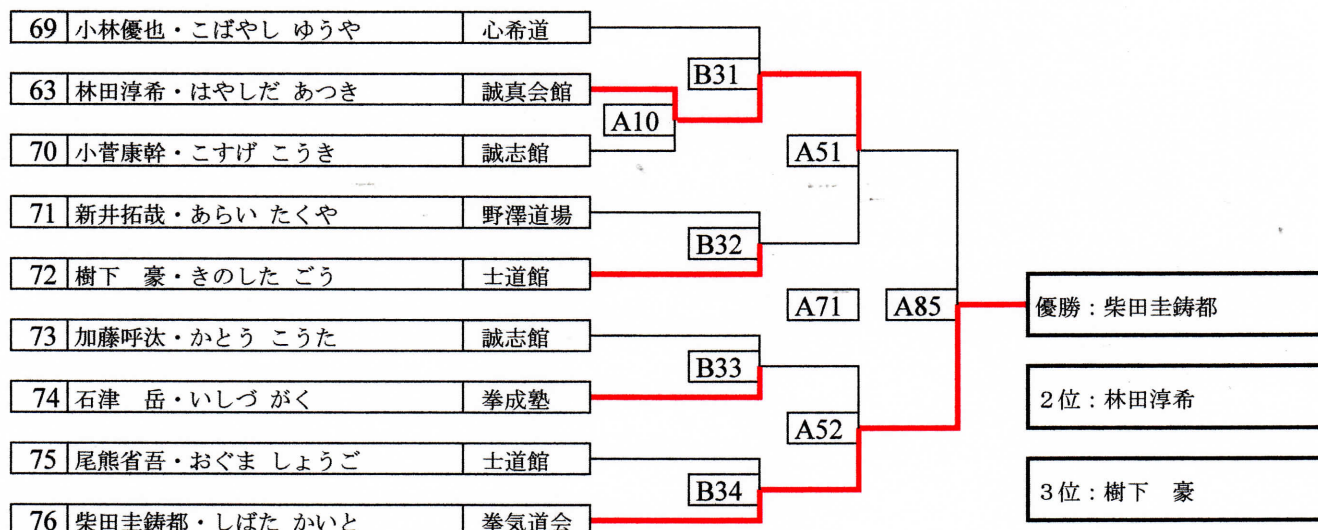 69 小林優也・こばやし ゆうや 心希道
B31
63 林田淳希・はやしだ あつき 誠真会館
A10
70 小菅康幹・こすげ こうき 誠志館
A51
71 新井拓哉・あらい たくや 野澤道場
B32
72 樹下　豪・きのした ごう 士道館
A71 A85
優勝：柴田圭鋳都
73 加藤呼汰・かとう こうた 誠志館
B33
74 石津　岳・いしづ がく 拳成塾
2位：林田淳希
A52
75 尾熊省吾・おぐま しょうご 士道館
B34
3位：樹下　豪
76 柴田圭鋳都・しばた かいと 拳気道会